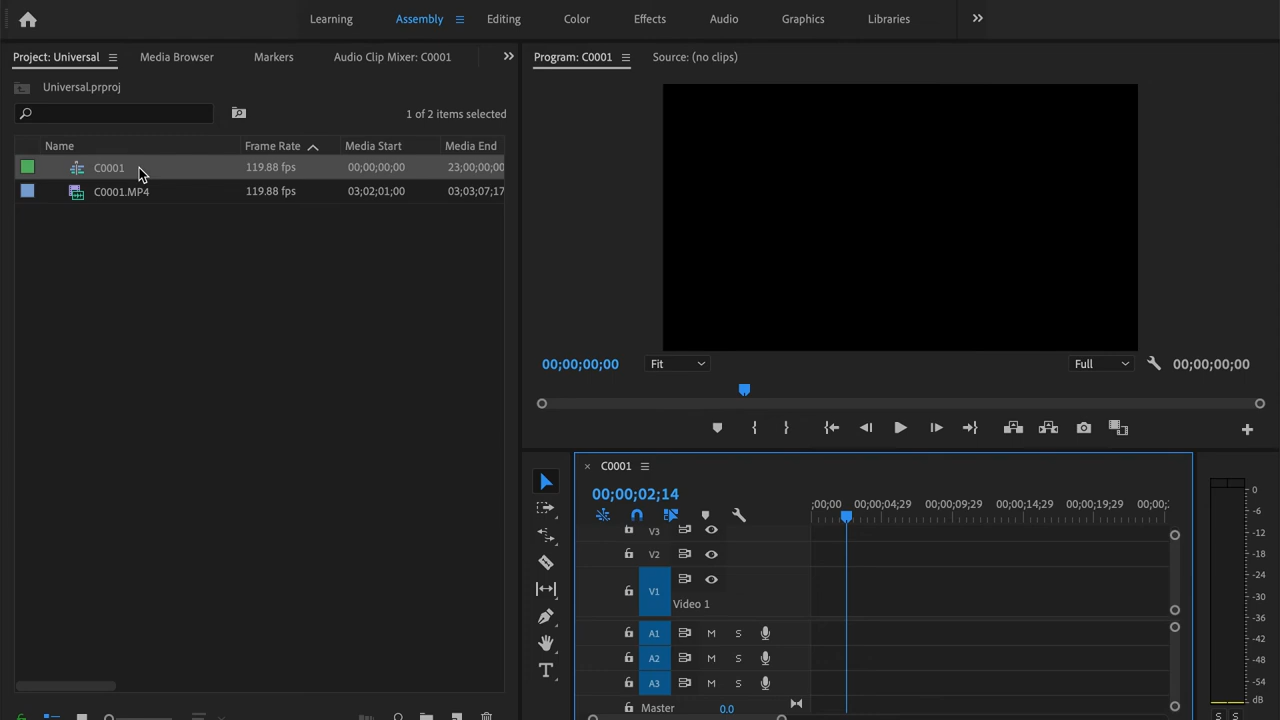 Learning Assembly Editing Color Effects Audio Graphics Libraries
Project: Universal Media Browser Markers Audio Clip Mixer: C0001
Universal.prproj
1 of 2 items selected
Name Frame Rate Media Start Media End
C0001 119.88 fps 00;00;00;00 23;00;00;00
C0001.MP4 119.88 fps 03;02;01;00 03;03;07;17
Program: C0001 Source: (no clips)
00;00;00;00 Fit Full 00;00;00;00
C0001
00;00;02;14
;00;00 00;00;04;29 00;00;09;29 00;00;14;29 00;00;19;29 00;00;
V3
V2
V1
Video 1
A1 M S
A2 M S
A3 M S
Master 0.0
0
-6
-12
-18
-24
-30
-36
-42
-48
-54
dB
S S